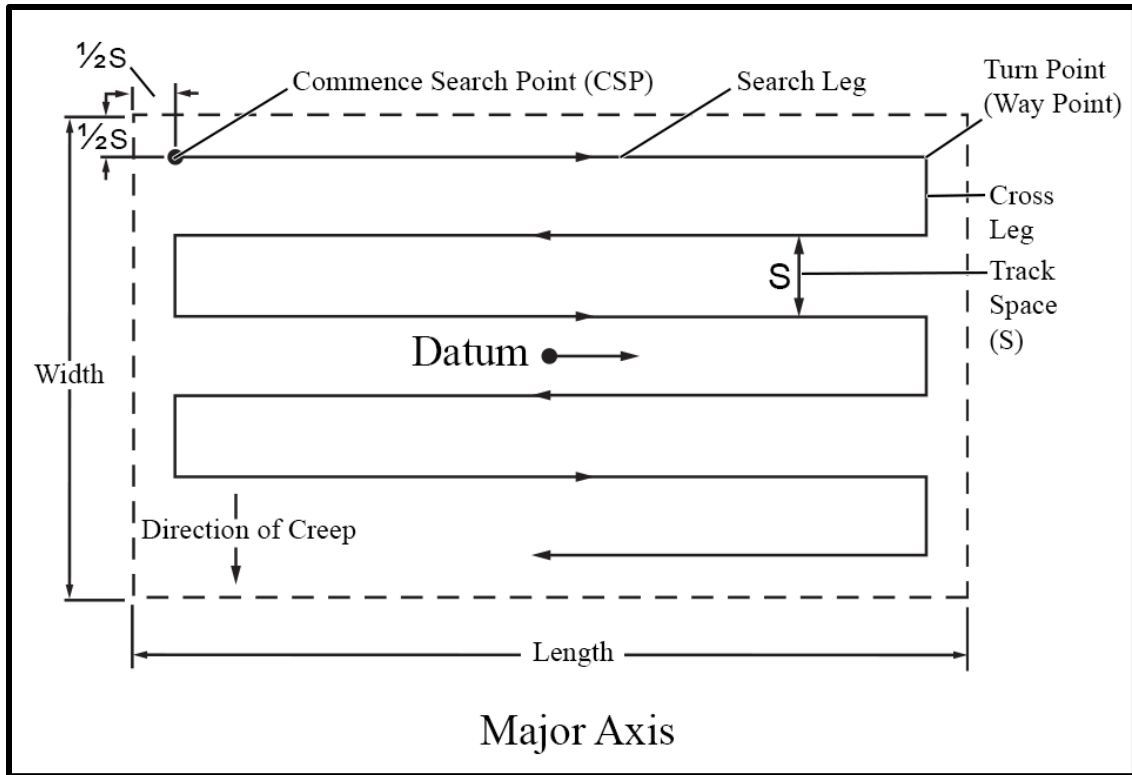 ½S
Commence Search Point (CSP)
Search Leg
Turn Point
(Way Point)
½S
Cross
Leg
S
Track
Space
(S)
Datum
Width
Direction of Creep
Length
Major Axis